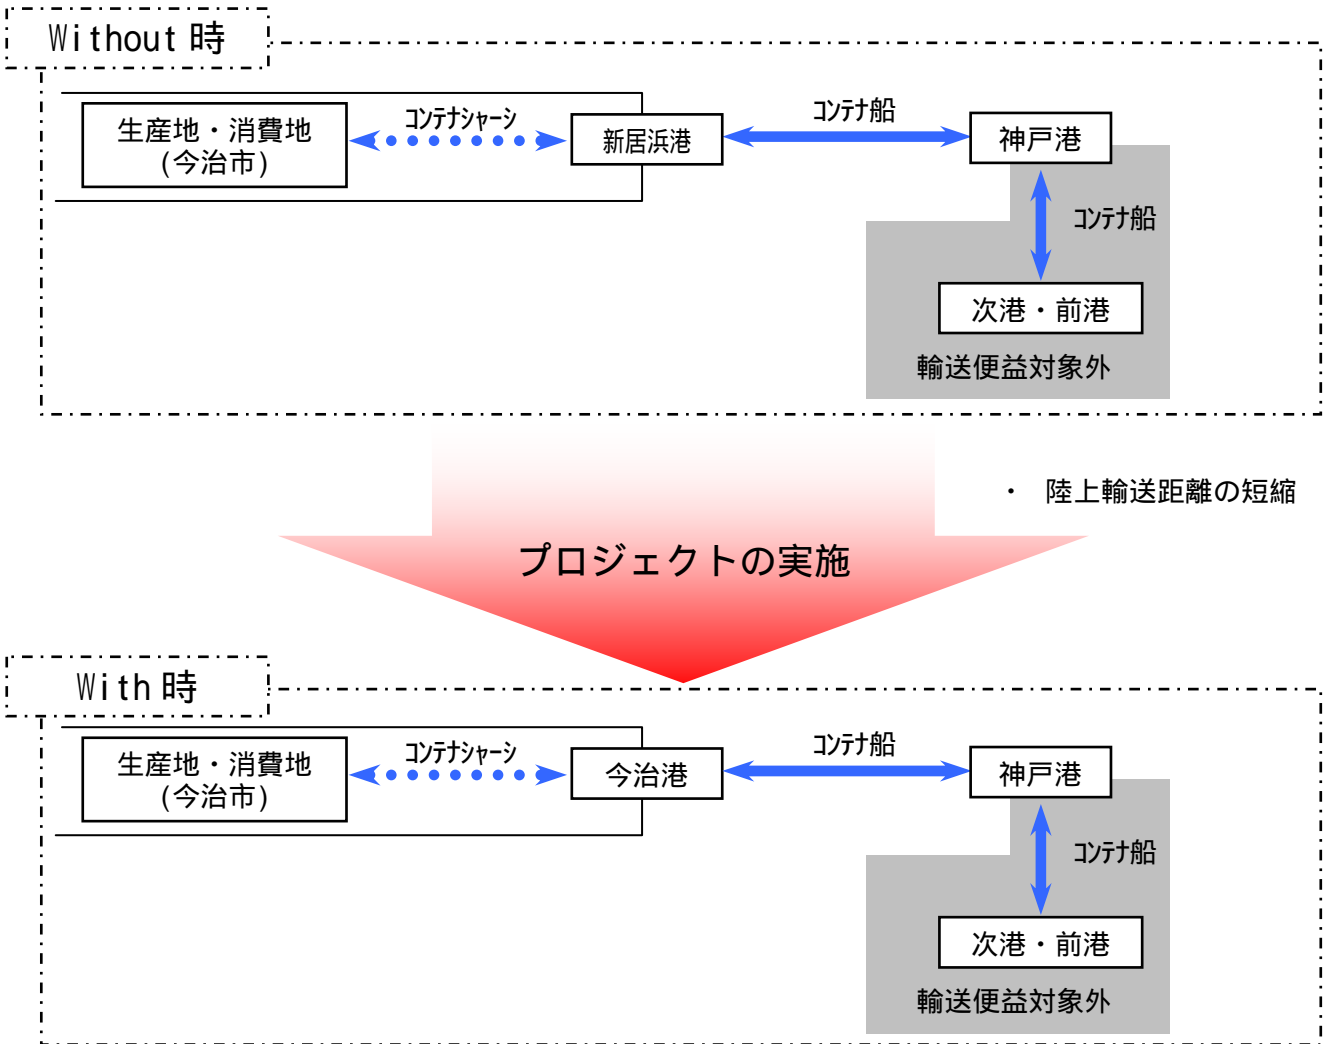 Without 時
生産地・消費地
(今治市)
コンテナシャーシ
新居浜港
コンテナ船
神戸港
コンテナ船
次港・前港
輸送便益対象外
・ 陸上輸送距離の短縮
プロジェクトの実施
With 時
生産地・消費地
(今治市)
コンテナシャーシ
今治港
コンテナ船
神戸港
コンテナ船
次港・前港
輸送便益対象外